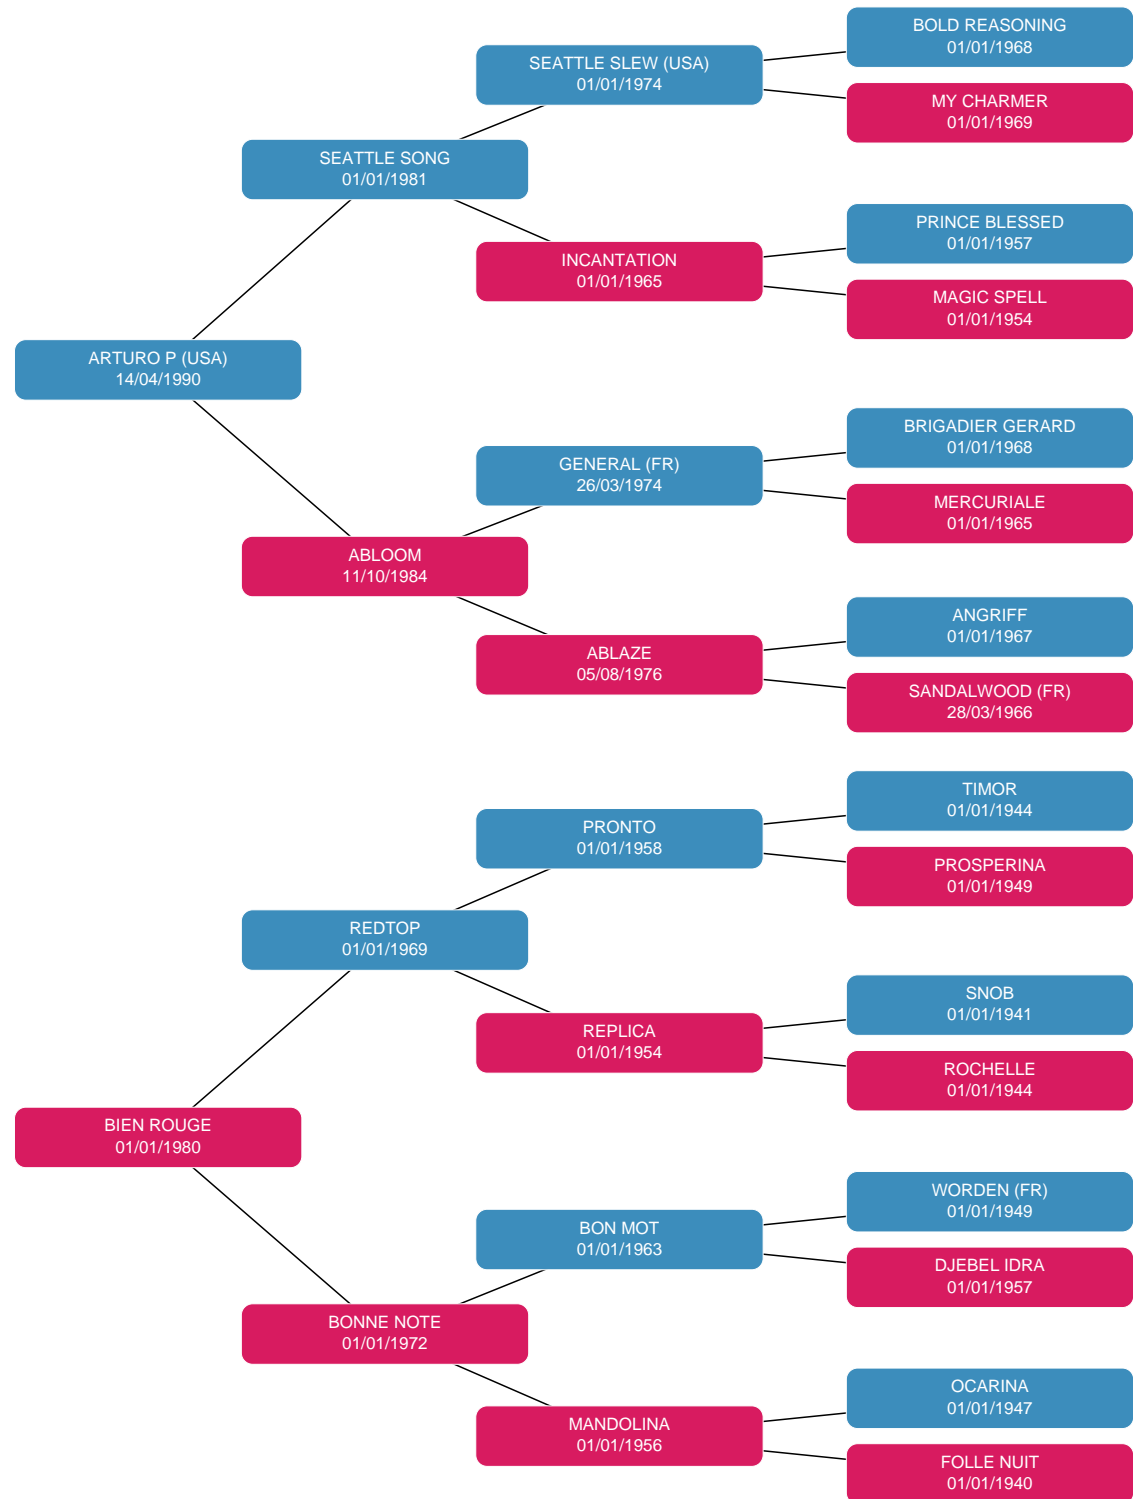 BOLD REASONING
01/01/1968
SEATTLE SLEW (USA)
01/01/1974
MY CHARMER
01/01/1969
SEATTLE SONG
01/01/1981
PRINCE BLESSED
01/01/1957
INCANTATION
01/01/1965
MAGIC SPELL
01/01/1954
ARTURO P (USA)
14/04/1990
BRIGADIER GERARD
01/01/1968
GENERAL (FR)
26/03/1974
MERCURIALE
01/01/1965
ABLOOM
11/10/1984
ANGRIFF
01/01/1967
ABLAZE
05/08/1976
SANDALWOOD (FR)
28/03/1966
TIMOR
01/01/1944
PRONTO
01/01/1958
PROSPERINA
01/01/1949
REDTOP
01/01/1969
SNOB
01/01/1941
REPLICA
01/01/1954
ROCHELLE
01/01/1944
BIEN ROUGE
01/01/1980
WORDEN (FR)
01/01/1949
BON MOT
01/01/1963
DJEBEL IDRA
01/01/1957
BONNE NOTE
01/01/1972
OCARINA
01/01/1947
MANDOLINA
01/01/1956
FOLLE NUIT
01/01/1940